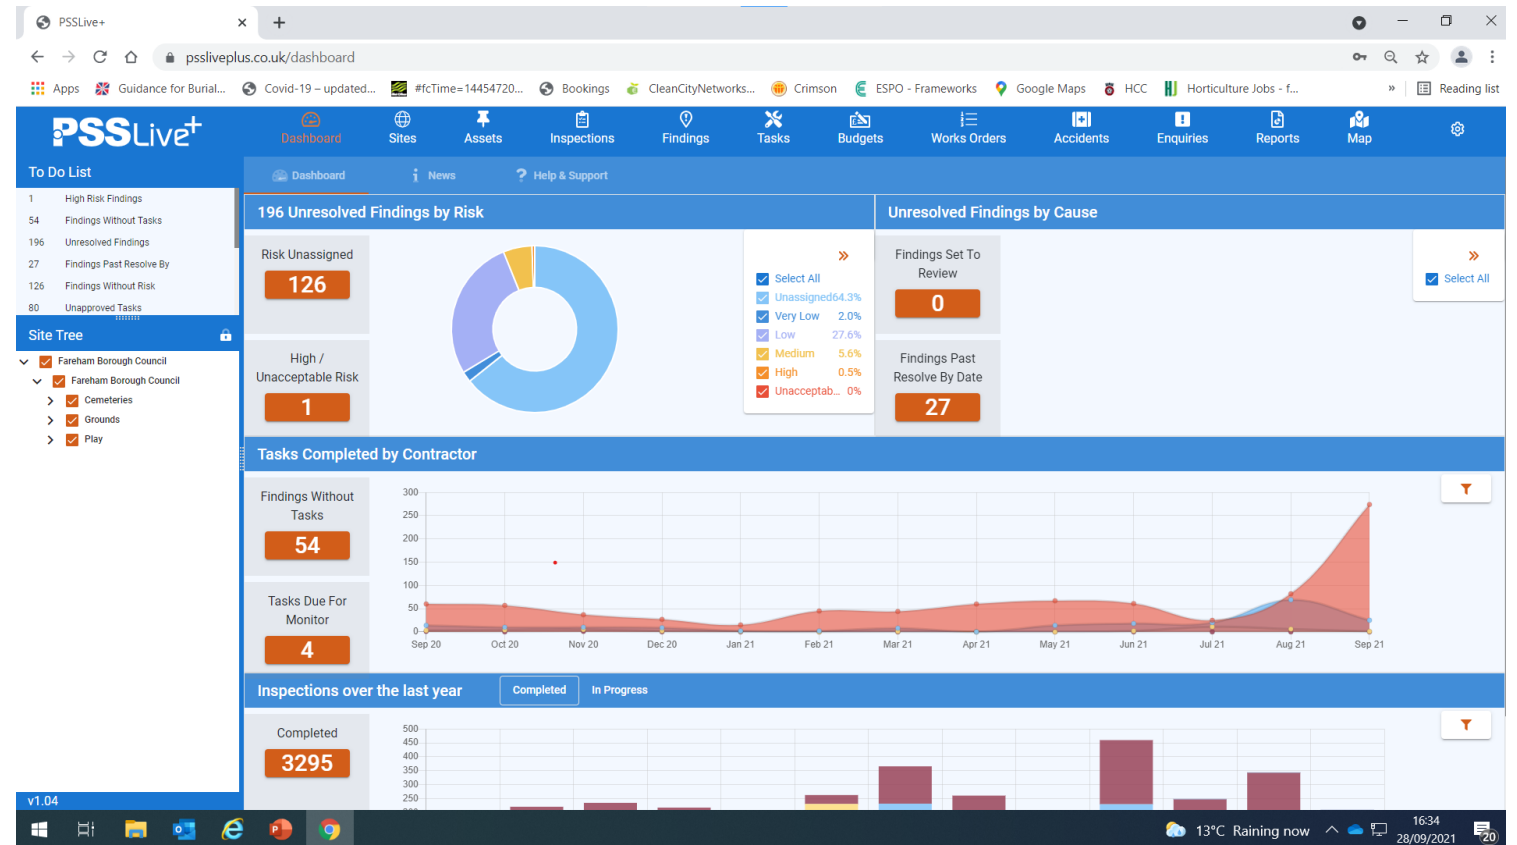 PSSLive+
pssliveplus.co.uk/dashboard
Apps Guidance for Burial... Covid-19 – updated... #fcTime=14454720... Bookings CleanCityNetworks... Crimson ESPO - Frameworks Google Maps HCC Horticulture Jobs - f... » Reading list
PSSLive+
Dashboard Sites Assets Inspections Findings Tasks Budgets Works Orders Accidents Enquiries Reports Map
To Do List
1 High Risk Findings
54 Findings Without Tasks
196 Unresolved Findings
27 Findings Past Resolve By
126 Findings Without Risk
80 Unapproved Tasks
Site Tree
Fareham Borough Council
Fareham Borough Council
Cemeteries
Grounds
Play
v1.04
Dashboard News Help & Support
196 Unresolved Findings by Risk
Risk Unassigned
126
High /
Unacceptable Risk
1
Select All
Unassigned64.3%
Very Low 2.0%
Low 27.6%
Medium 5.6%
High 0.5%
Unacceptab... 0%
Unresolved Findings by Cause
Findings Set To
Review
0
Findings Past
Resolve By Date
27
Select All
Tasks Completed by Contractor
Findings Without
Tasks
54
Tasks Due For
Monitor
4
300
250
200
150
100
50
0
Sep 20 Oct 20 Nov 20 Dec 20 Jan 21 Feb 21 Mar 21 Apr 21 May 21 Jun 21 Jul 21 Aug 21 Sep 21
Inspections over the last year Completed In Progress
Completed
3295
500
450
400
350
300
250
13°C Raining now
16:34
28/09/2021
20